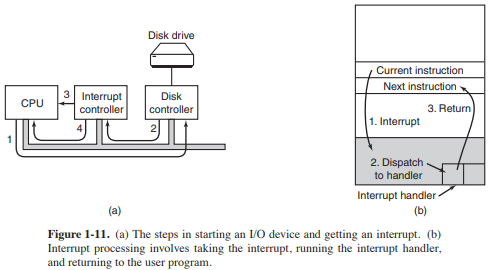 Disk drive
CPU
3
Interrupt
controller
Disk
controller
1
4
2
(a)
Current instruction
Next instruction
3. Return
1. Interrupt
2. Dispatch
to handler
Interrupt handler
(b)
Figure 1-11. (a) The steps in starting an I/O device and getting an interrupt. (b)
Interrupt processing involves taking the interrupt, running the interrupt handler,
and returning to the user program.